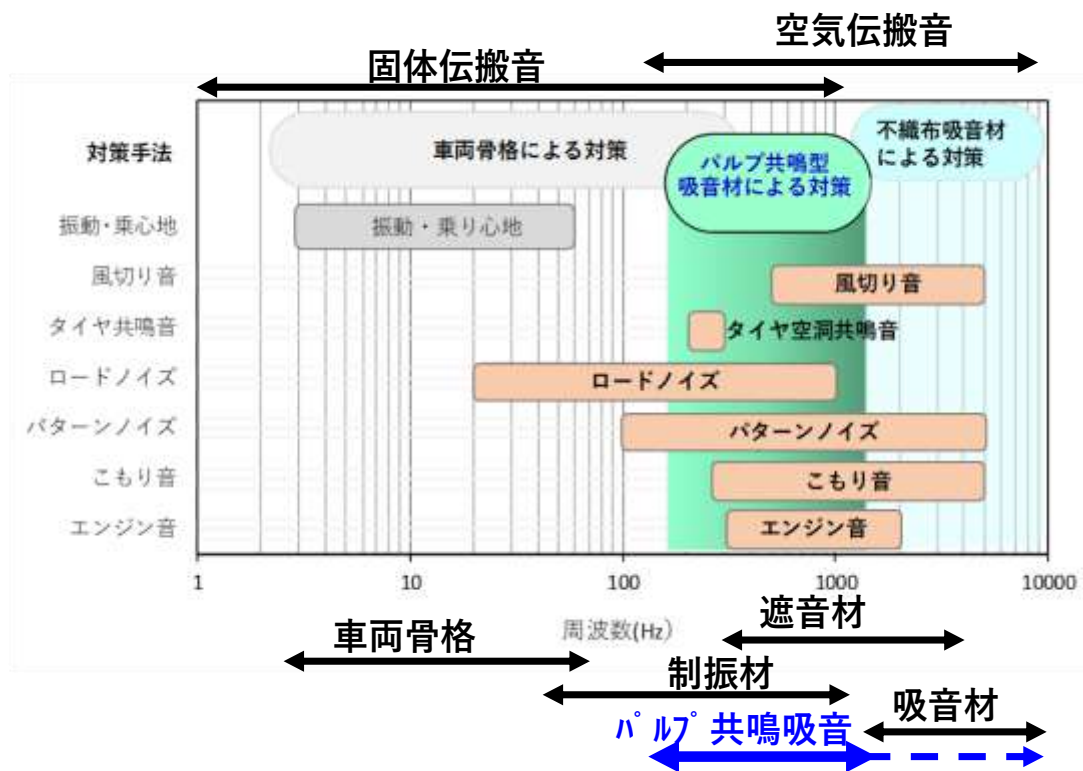 空気伝搬音
固体伝搬音
対策手法
車両骨格による対策
パルプ共鳴型
吸音材による対策
不織布吸音材
による対策
振動・乗心地
振動・乗り心地
風切り音
風切り音
タイヤ共鳴音
タイヤ空洞共鳴音
ロードノイズ
ロードノイズ
パターンノイズ
パターンノイズ
こもり音
こもり音
エンジン音
エンジン音
1 10 100 1000 10000
周波数(Hz)
車両骨格
遮音材
制振材
吸音材
パルプ共鳴吸音